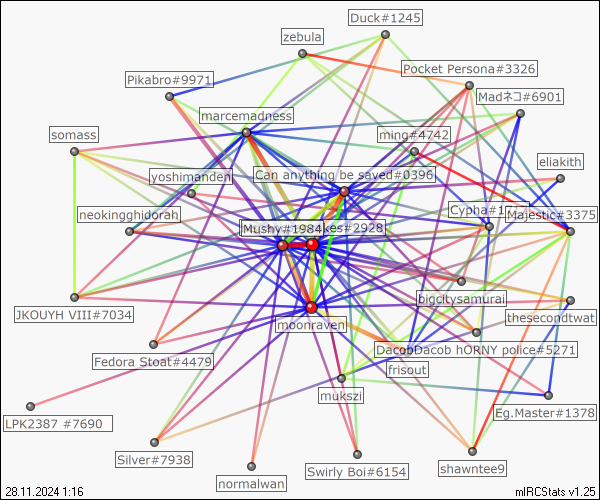 Duck#1245
zebula
Pocket Persona#3326
Pikabro#9971
Madネコ#6901
marcemadness
somass
ming#4742
eliakith
yoshimanden
Can anything be saved#0396
neokingghidorah
Cypha#1
Majestic#3375
Mushy#1984
kes#2928
bigcitysamurai
JKOUYH VIII#7034
thesecondtwat
moonraven
DacobDacob hORNY police#5271
Fedora Stoat#4479
frisout
mukszi
Eg.Master#1378
LPK2387 #7690
Silver#7938
shawntee9
Swirly Boi#6154
normalwan
28.11.2024 1:16
mIRCStats v1.25